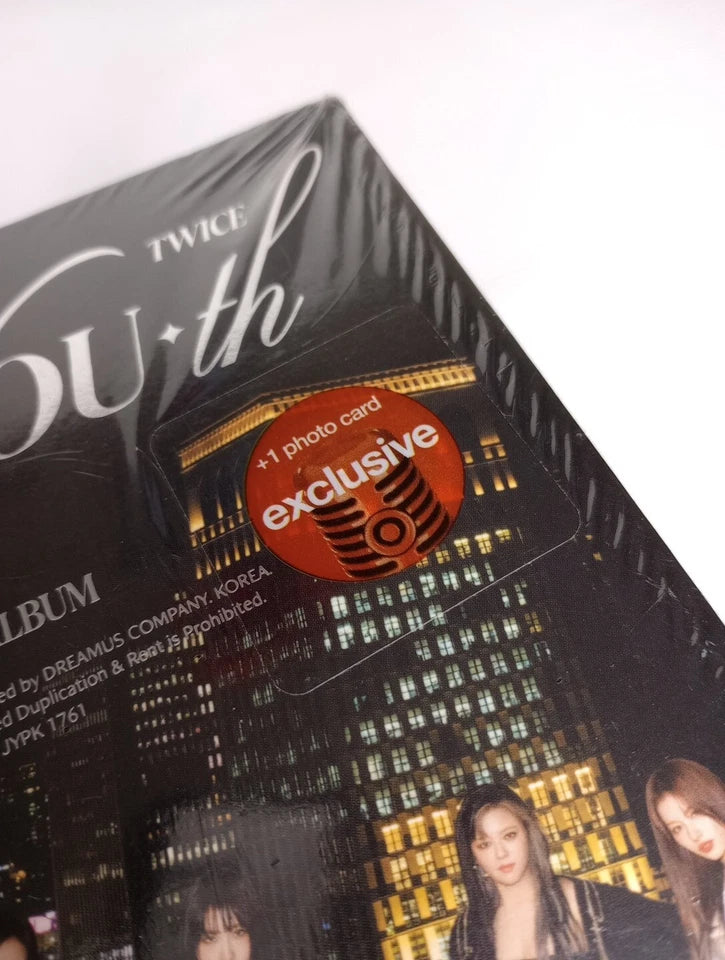 TWICE
OU·th
+1 photo card
exclusive
ALBUM
ed by DREAMUS COMPANY. KOREA.
ed Duplication & Rent is Prohibited.
JYPK 1761